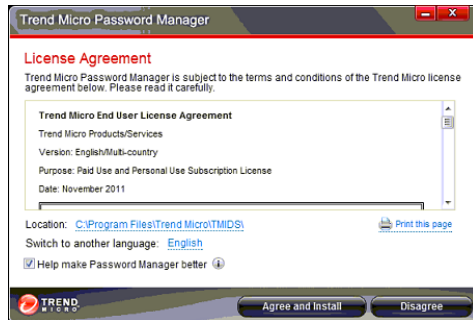 Trend Micro Password Manager
X
License Agreement
Trend Micro Password Manager is subject to the terms and conditions of the Trend Micro license
agreement below. Please read it carefully.
Trend Micro End User License Agreement
Trend Micro Products/Services
Version: English/Multi-country
Purpose: Paid Use and Personal Use Subscription License
Date: November 2011
Location: C:\Program Files\Trend Micro\TMIDS\ Print this page
Switch to another language: English
Help make Password Manager better i
TREND
MICRO
Agree and Install Disagree